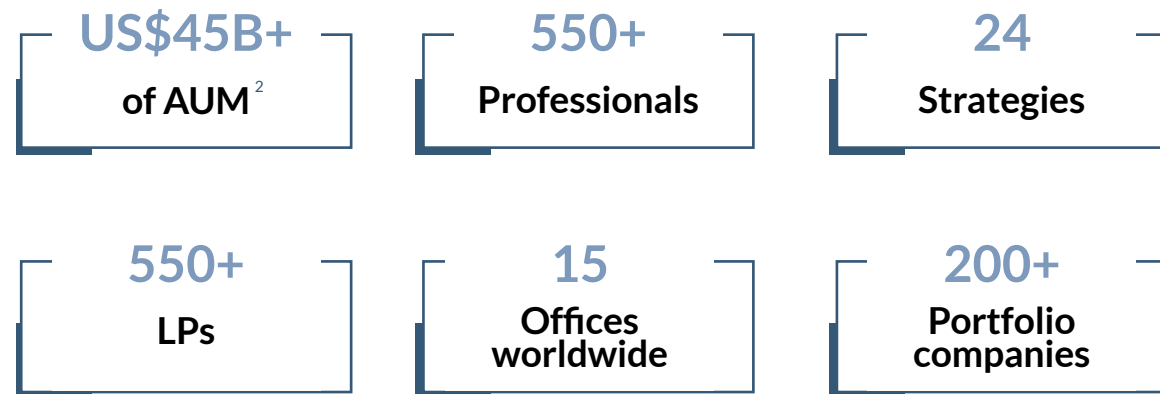 US$45B+
of AUM 2
550+
Professionals
24
Strategies
550+
LPs
15
Offices
worldwide
200+
Portfolio
companies